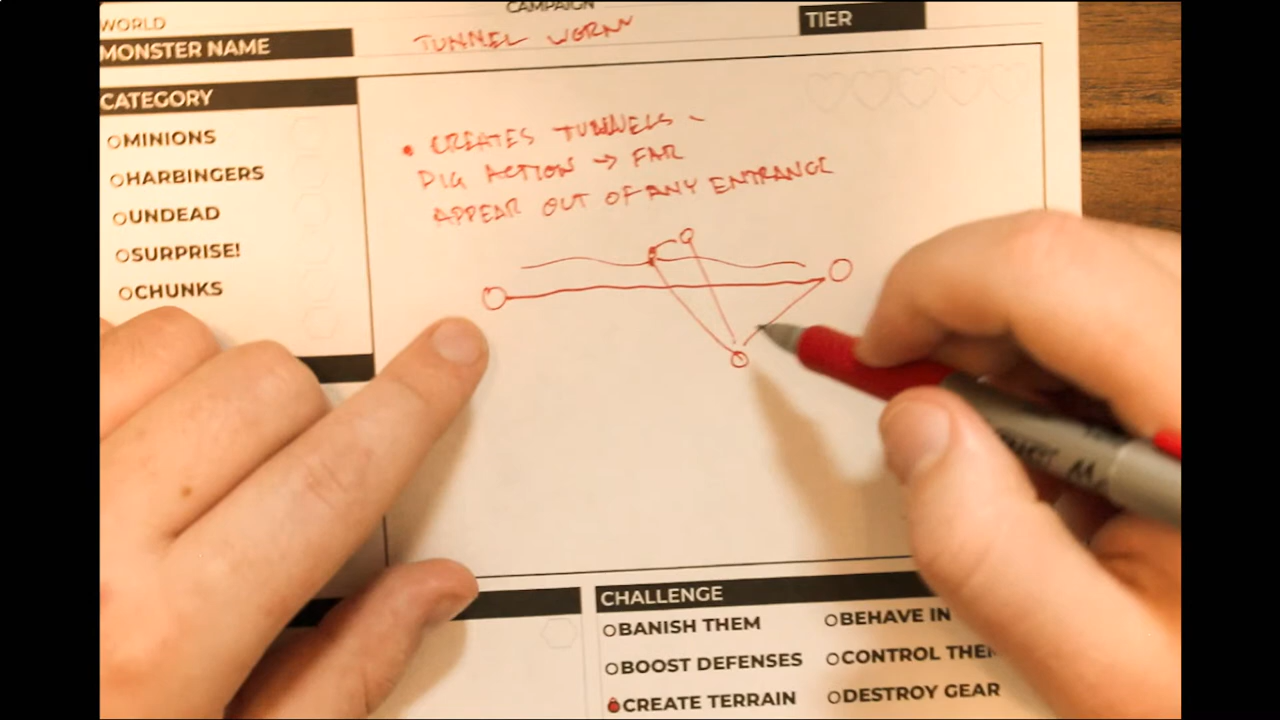 WORLD
CAMPAIGN
MONSTER NAME
TUNNEL WORM
TIER
CATEGORY
MINIONS
HARBINGERS
UNDEAD
SURPRISE!
CHUNKS
• CREATES TUNNELS -
DIG ACTION → FAR
APPEAR OUT OF ANY ENTRANCE
CHALLENGE
BANISH THEM
BOOST DEFENSES
CREATE TERRAIN
BEHAVE IN
CONTROL THEM
DESTROY GEAR